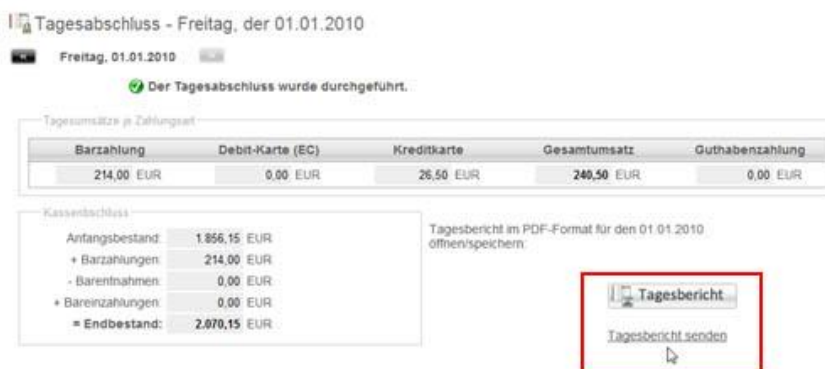 Tagesabschluss - Freitag, der 01.01.2010
Freitag, 01.01.2010
Der Tagesabschluss wurde durchgeführt.
Tagesumsätze je Zahlungsart
Barzahlung Debit-Karte (EC) Kreditkarte Gesamtumsatz Guthabenzahlung
214,00 EUR 0,00 EUR 26,50 EUR 240,50 EUR 0,00 EUR
Kassenabschluss
Anfangsbestand: 1.856,15 EUR
+ Barzahlungen: 214,00 EUR
- Barentnahmen: 0,00 EUR
+ Bareinzahlungen: 0,00 EUR
= Endbestand: 2.070,15 EUR
Tagesbericht im PDF-Format für den 01.01.2010
öffnen/speichern:
Tagesbericht
Tagesbericht senden